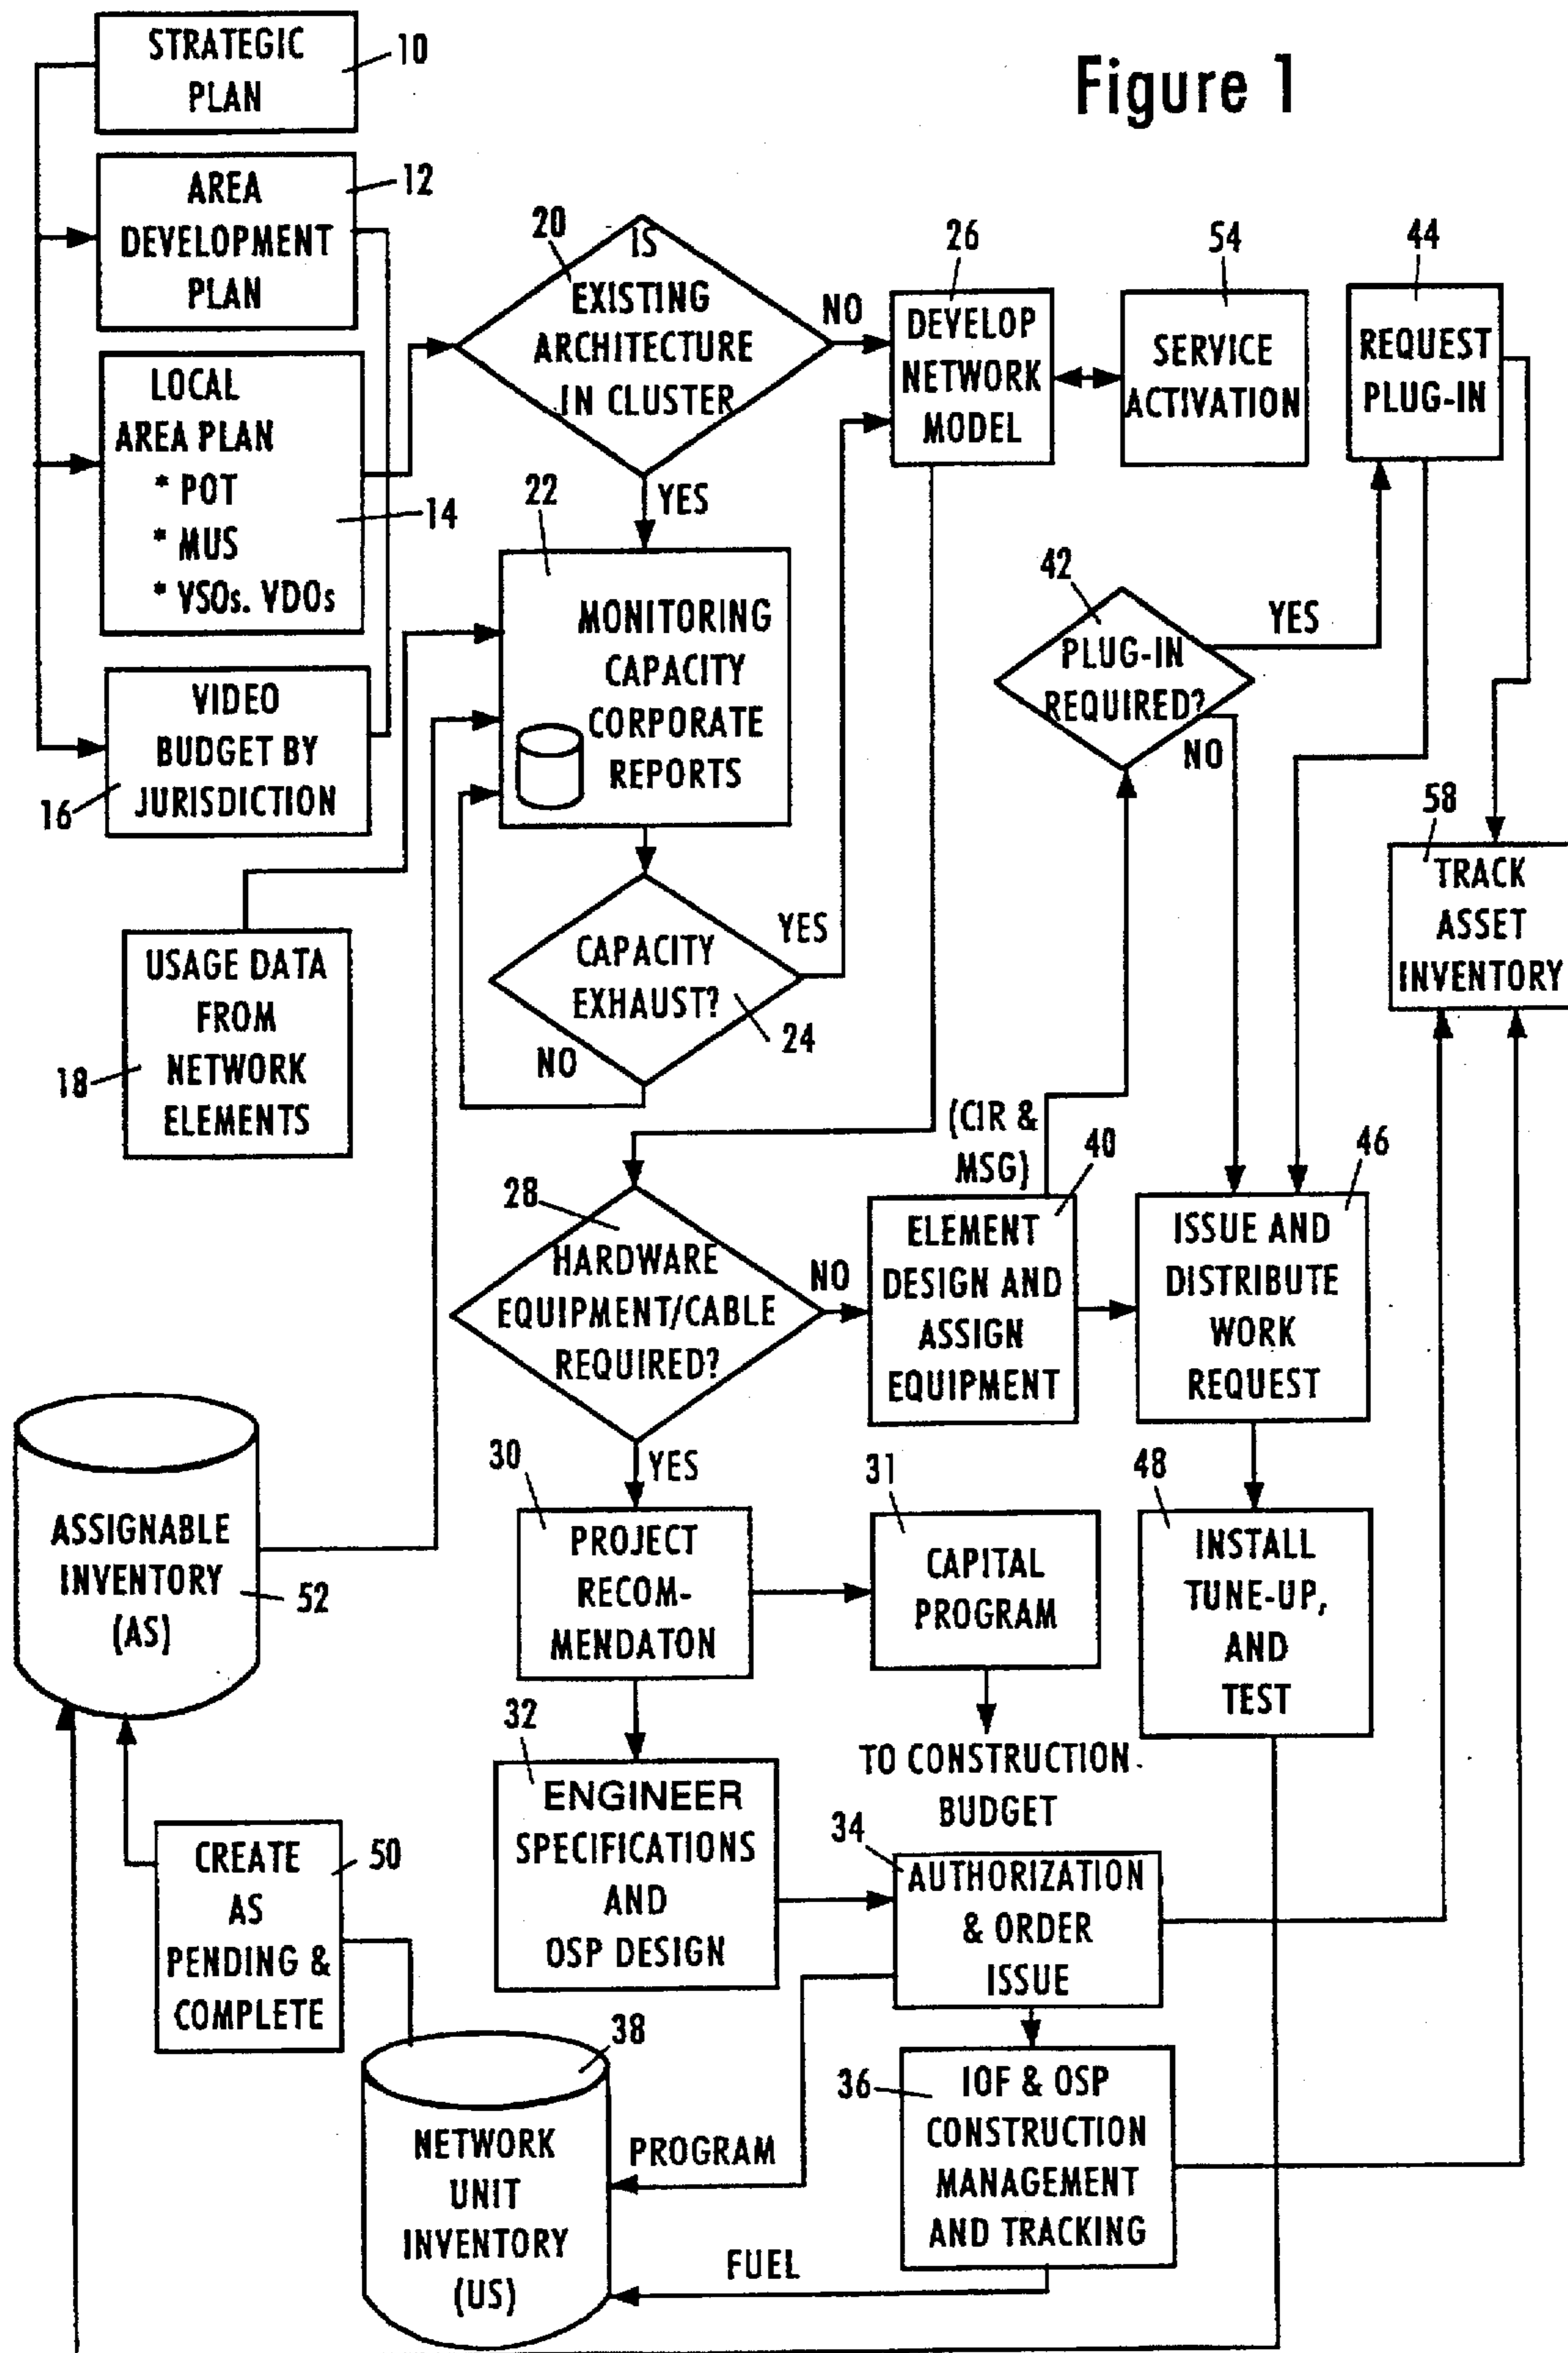 Figure 1
STRATEGIC
PLAN
10
AREA
DEVELOPMENT
PLAN
12
LOCAL
AREA PLAN
* POT
* MUS
* VSOs. VDOs
14
VIDEO
BUDGET BY
JURISDICTION
16
USAGE DATA
FROM
NETWORK
ELEMENTS
18
20
IS
EXISTING
ARCHITECTURE
IN CLUSTER
NO
YES
22
MONITORING
CAPACITY
CORPORATE
REPORTS
CAPACITY
EXHAUST?
24
YES
NO
26
DEVELOP
NETWORK
MODEL
54
SERVICE
ACTIVATION
44
REQUEST
PLUG-IN
42
PLUG-IN
REQUIRED?
YES
NO
58
TRACK
ASSET
INVENTORY
28
HARDWARE
EQUIPMENT/CABLE
REQUIRED?
NO
YES
(CIR &
MSG)
40
ELEMENT
DESIGN AND
ASSIGN
EQUIPMENT
46
ISSUE AND
DISTRIBUTE
WORK
REQUEST
48
INSTALL
TUNE-UP,
AND
TEST
30
PROJECT
RECOM-
MENDATON
31
CAPITAL
PROGRAM
TO CONSTRUCTION
BUDGET
32
ENGINEER
SPECIFICATIONS
AND
OSP DESIGN
34
AUTHORIZATION
& ORDER
ISSUE
36
IOF & OSP
CONSTRUCTION
MANAGEMENT
AND TRACKING
PROGRAM
FUEL
38
NETWORK
UNIT
INVENTORY
(US)
CREATE
AS
PENDING &
COMPLETE
50
ASSIGNABLE
INVENTORY
(AS)
52